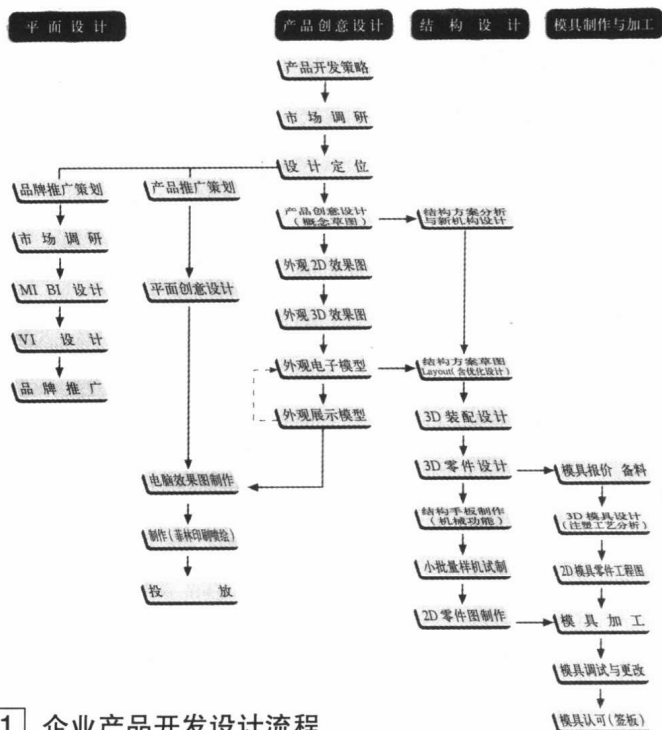 平面设计
产品创意设计
结构设计
模具制作与加工
产品开发策略
市场调研
设计定位
品牌推广策划
产品推广策划
产品创意设计
(概念草图)
结构方案分析
与新机构设计
市场调研
外观2D效果图
MI BI 设计
平面创意设计
外观3D效果图
VI 设计
外观电子模型
结构方案草图
Layout(含优化设计)
品牌推广
外观展示模型
3D装配设计
电脑效果图制作
3D零件设计
模具报价 备料
结构手板制作
(机械功能)
3D模具设计
(注塑工艺分析)
制作(菲林印刷喷绘)
小批量样机试制
2D模具零件工程图
投放
2D零件图制作
模具加工
模具调试与更改
模具认可(签板)
1 企业产品开发设计流程